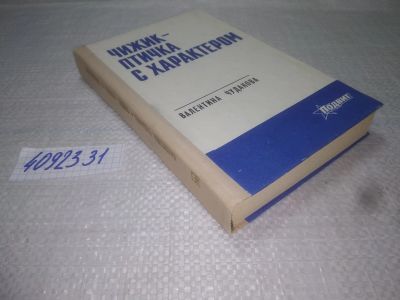 ЧИЖИК-
ПТИЧКА
С ХАРАКТЕРОМ
ВАЛЕНТИНА ЧУДАКОВА
Подвиг
4092331